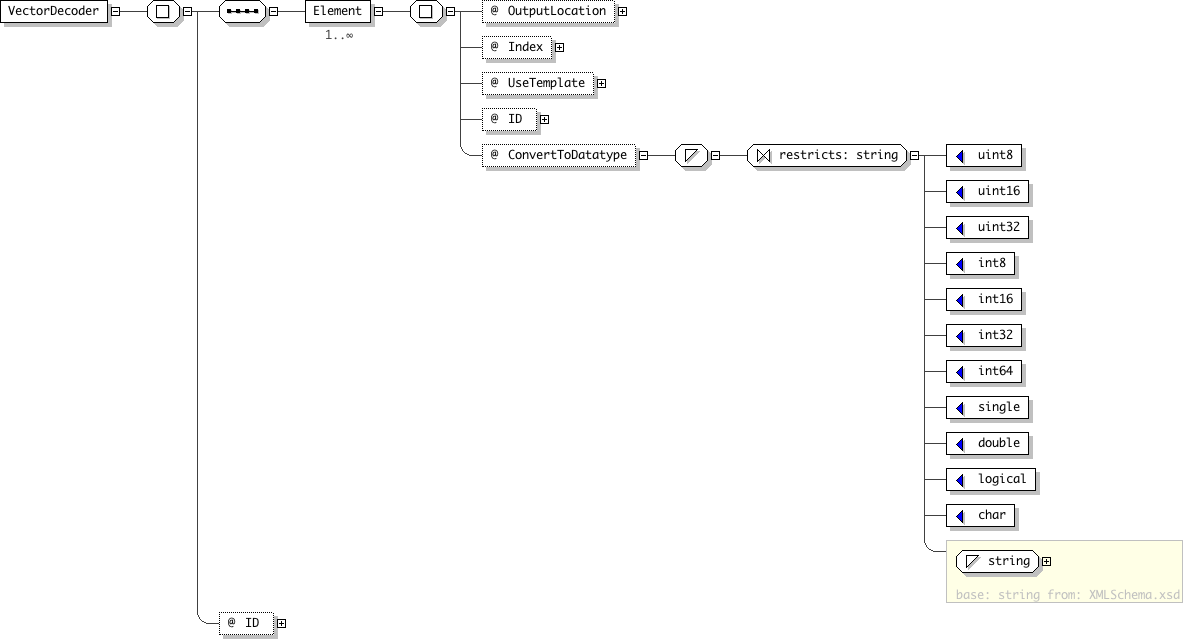 VectorDecoder
Element
1..∞
@ OutputLocation
@ Index
@ UseTemplate
@ ID
@ ConvertToDatatype
restricts: string
uint8
uint16
uint32
int8
int16
int32
int64
single
double
logical
char
string
base: string from: XMLSchema.xsd
@ ID